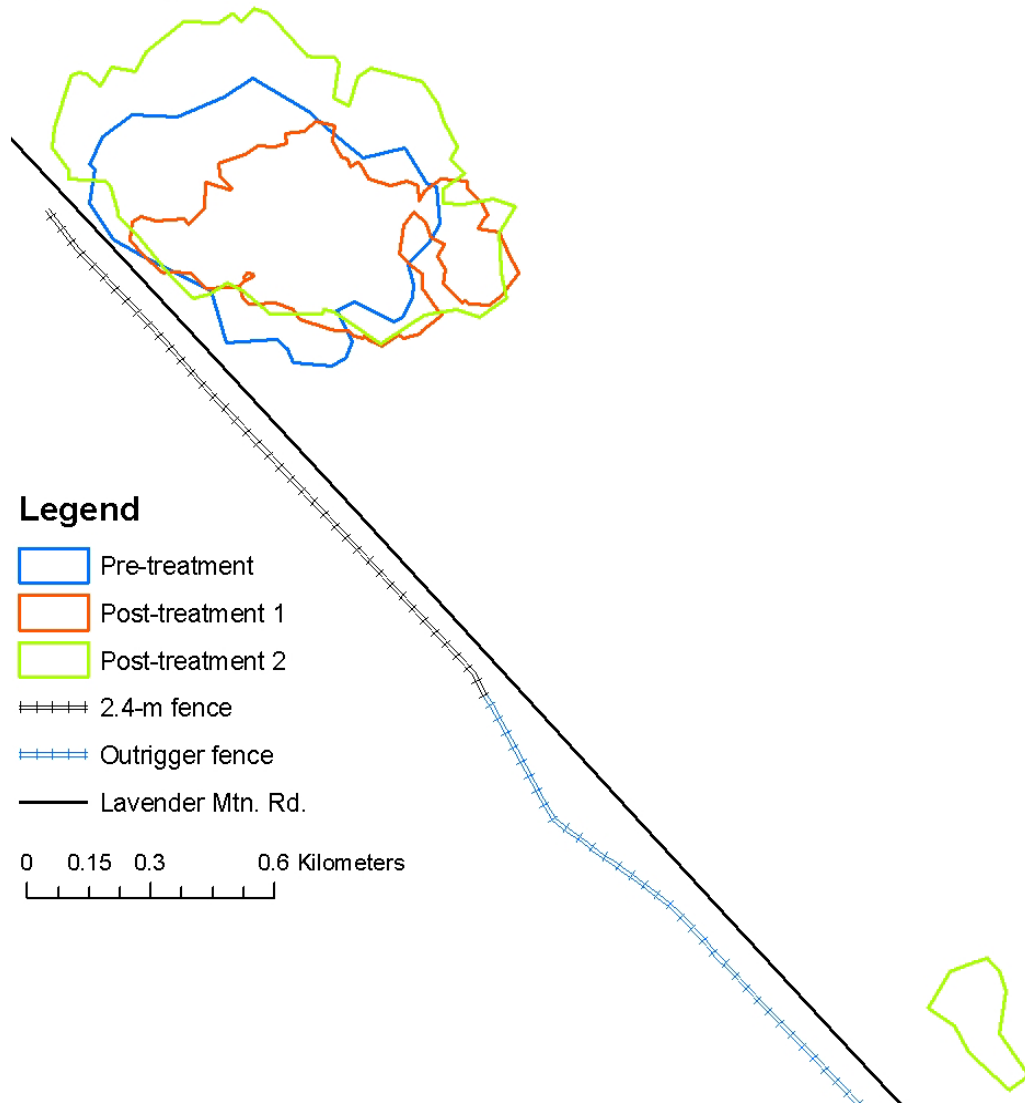 Legend
Pre-treatment
Post-treatment 1
Post-treatment 2
2.4-m fence
Outrigger fence
Lavender Mtn. Rd.
0 0.15 0.3 0.6 Kilometers